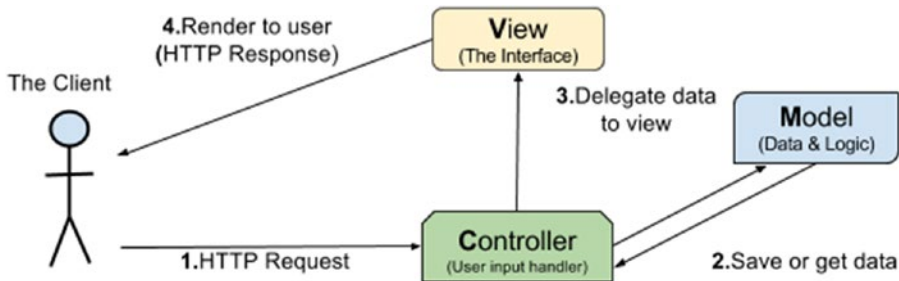 4.Render to user
(HTTP Response)
View
(The Interface)
The Client
3.Delegate data
to view
Model
(Data & Logic)
Controller
(User input handler)
1.HTTP Request
2.Save or get data